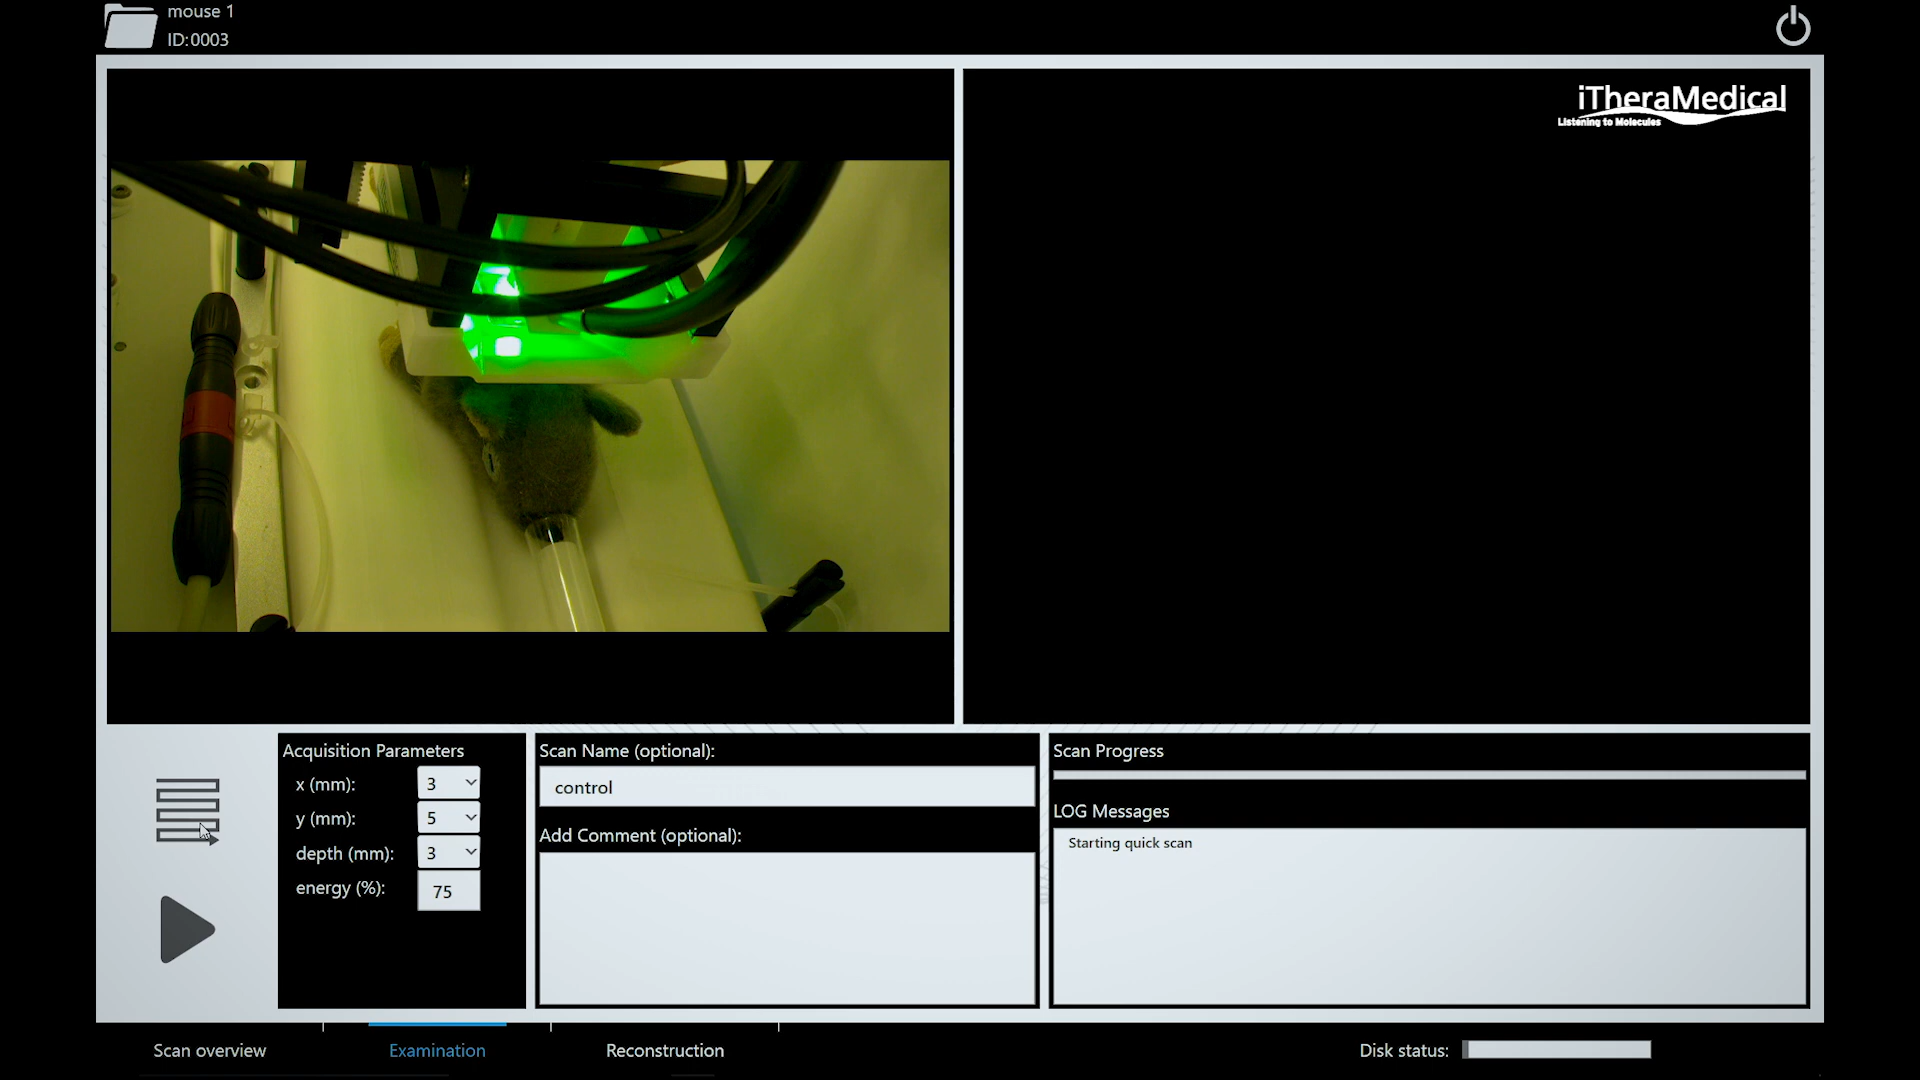 mouse 1
ID:0003
iTheraMedical
Listening to Molecules
Acquisition Parameters
x (mm): 3
y (mm): 5
depth (mm): 3
energy (%): 75
Scan Name (optional):
control
Add Comment (optional):
Scan Progress
LOG Messages
Starting quick scan
Scan overview
Examination
Reconstruction
Disk status: